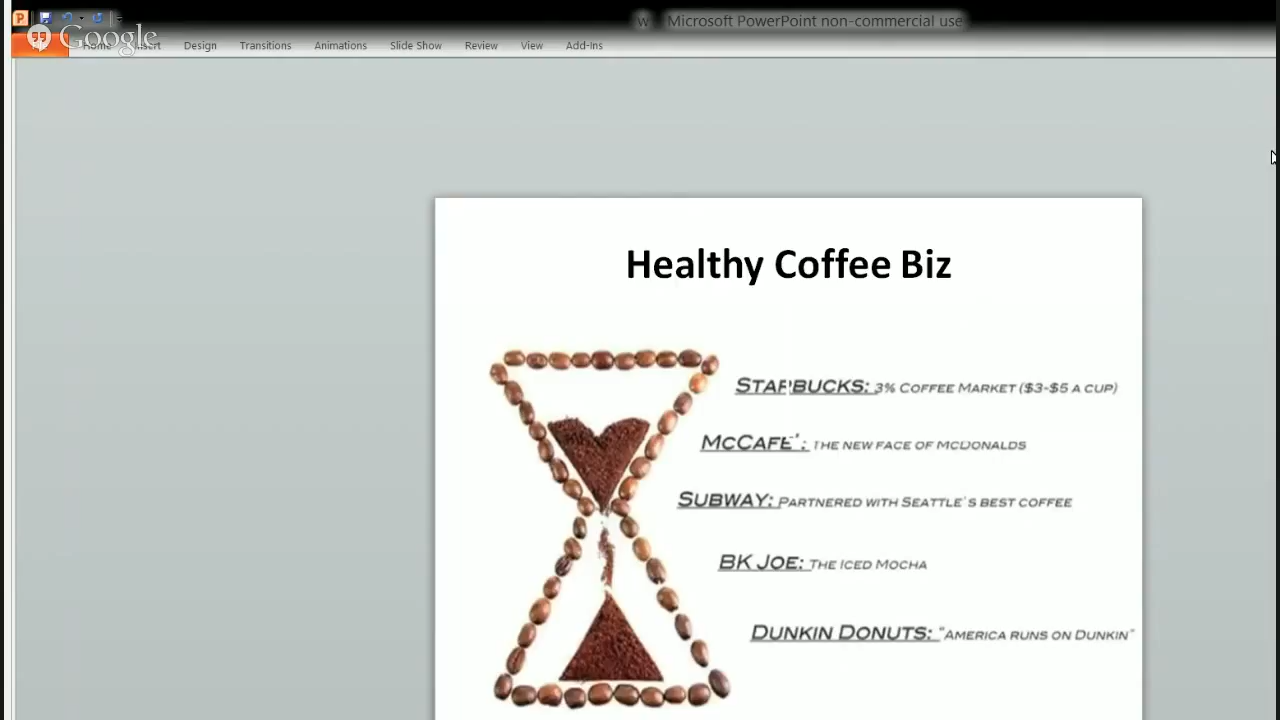 W Microsoft PowerPoint non-commercial use
Google
Home Insert Design Transitions Animations Slide Show Review View Add-Ins
Healthy Coffee Biz
STARBUCKS: 3% COFFEE MARKET ($3-$5 A CUP)
MCCAFE': THE NEW FACE OF MCDONALDS
SUBWAY: PARTNERED WITH SEATTLE'S BEST COFFEE
BK JOE: THE ICED MOCHA
DUNKIN DONUTS: "AMERICA RUNS ON DUNKIN"